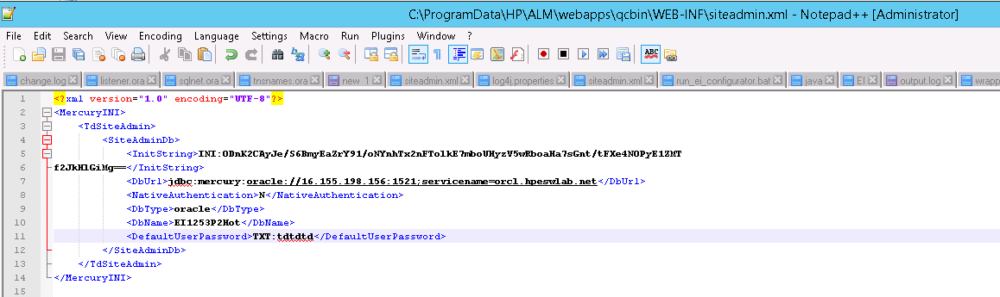 C:\ProgramData\HP\ALM\webapps\qcbin\WEB-INF\siteadmin.xml - Notepad++ [Administrator]
File Edit Search View Encoding Language Settings Macro Run Plugins Window ?
change.log listener.ora sqlnet.ora tnsnames.ora new 1 siteadmin.xml log4j.properties siteadmin.xml run_ei_configurator.bat java EI output.log wrapp
1 <?xml version="1.0" encoding="UTF-8"?>
2 <MercuryINI>
3 <TdSiteAdmin>
4 <SiteAdminDb>
5 <InitString>INI:ODnK2CAyJe/S6BmyEaZrY91/oNYnhTx2nFTolkE7mboUHyzV5wRboaHa7sGnt/tFXe4NOPyE1ZMT
6 f2JkHlGiMg==</InitString>
7 <DbUrl>jdbc:mercury:oracle://16.155.198.156:1521;servicename=orcl.hpeswlab.net</DbUrl>
8 <NativeAuthentication>N</NativeAuthentication>
9 <DbType>oracle</DbType>
10 <DbName>EI1253P2Hot</DbName>
11 <DefaultUserPassword>TXT:tdtdtd</DefaultUserPassword>
12 </SiteAdminDb>
13 </TdSiteAdmin>
14 </MercuryINI>
15